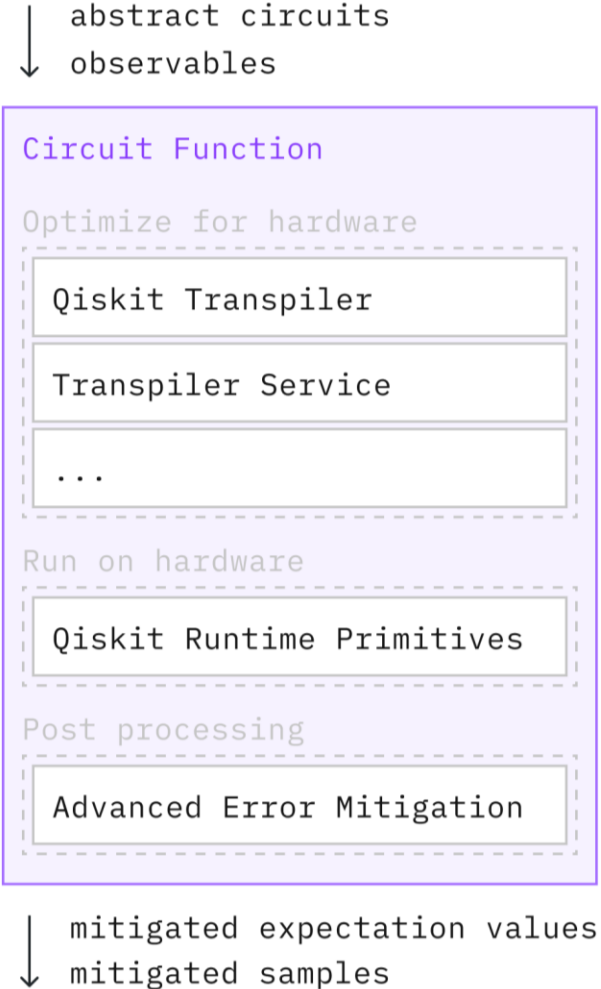 abstract circuits
observables
Circuit Function
Optimize for hardware
Qiskit Transpiler
Transpiler Service
...
Run on hardware
Qiskit Runtime Primitives
Post processing
Advanced Error Mitigation
mitigated expectation values
mitigated samples